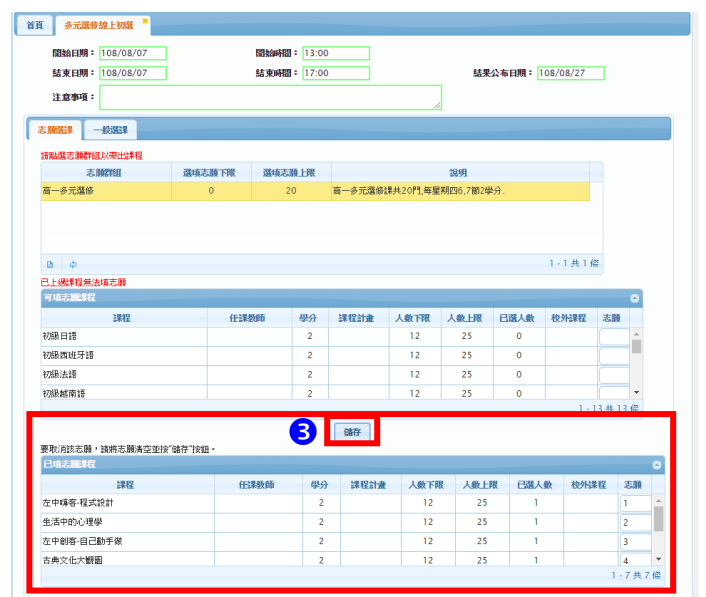 首頁 多元選修線上初選
開始日期： 108/08/07 開始時間： 13:00
結束日期： 108/08/07 結束時間： 17:00 結果公布日期： 108/08/27
注意事項：
志願選課 一般選課
請點選志願群組以帶出課程
志願群組 選填志願下限 選填志願上限 說明
高一多元選修 0 20 高一多元選修課共20門,每星期四6,7節2學分.
1 - 1 共 1 條
已上過課程無法填志願
可填志願課程
課程 任課教師 學分 課程計畫 人數下限 人數上限 已選人數 校外課程 志願
初級日語 2 12 25 0
初級西班牙語 2 12 25 0
初級法語 2 12 25 0
初級越南語 2 12 25 0
1 - 13 共 13 條
3 儲存
要取消該志願，請將志願清空並按"儲存"按鈕。
已填志願課程
課程 任課教師 學分 課程計畫 人數下限 人數上限 已選人數 校外課程 志願
左中嗨客-程式設計 2 12 25 1 1
生活中的心理學 2 12 25 1 2
左中創客-自己動手做 2 12 25 1 3
古典文化大觀園 2 12 25 1 4
1 - 7 共 7 條